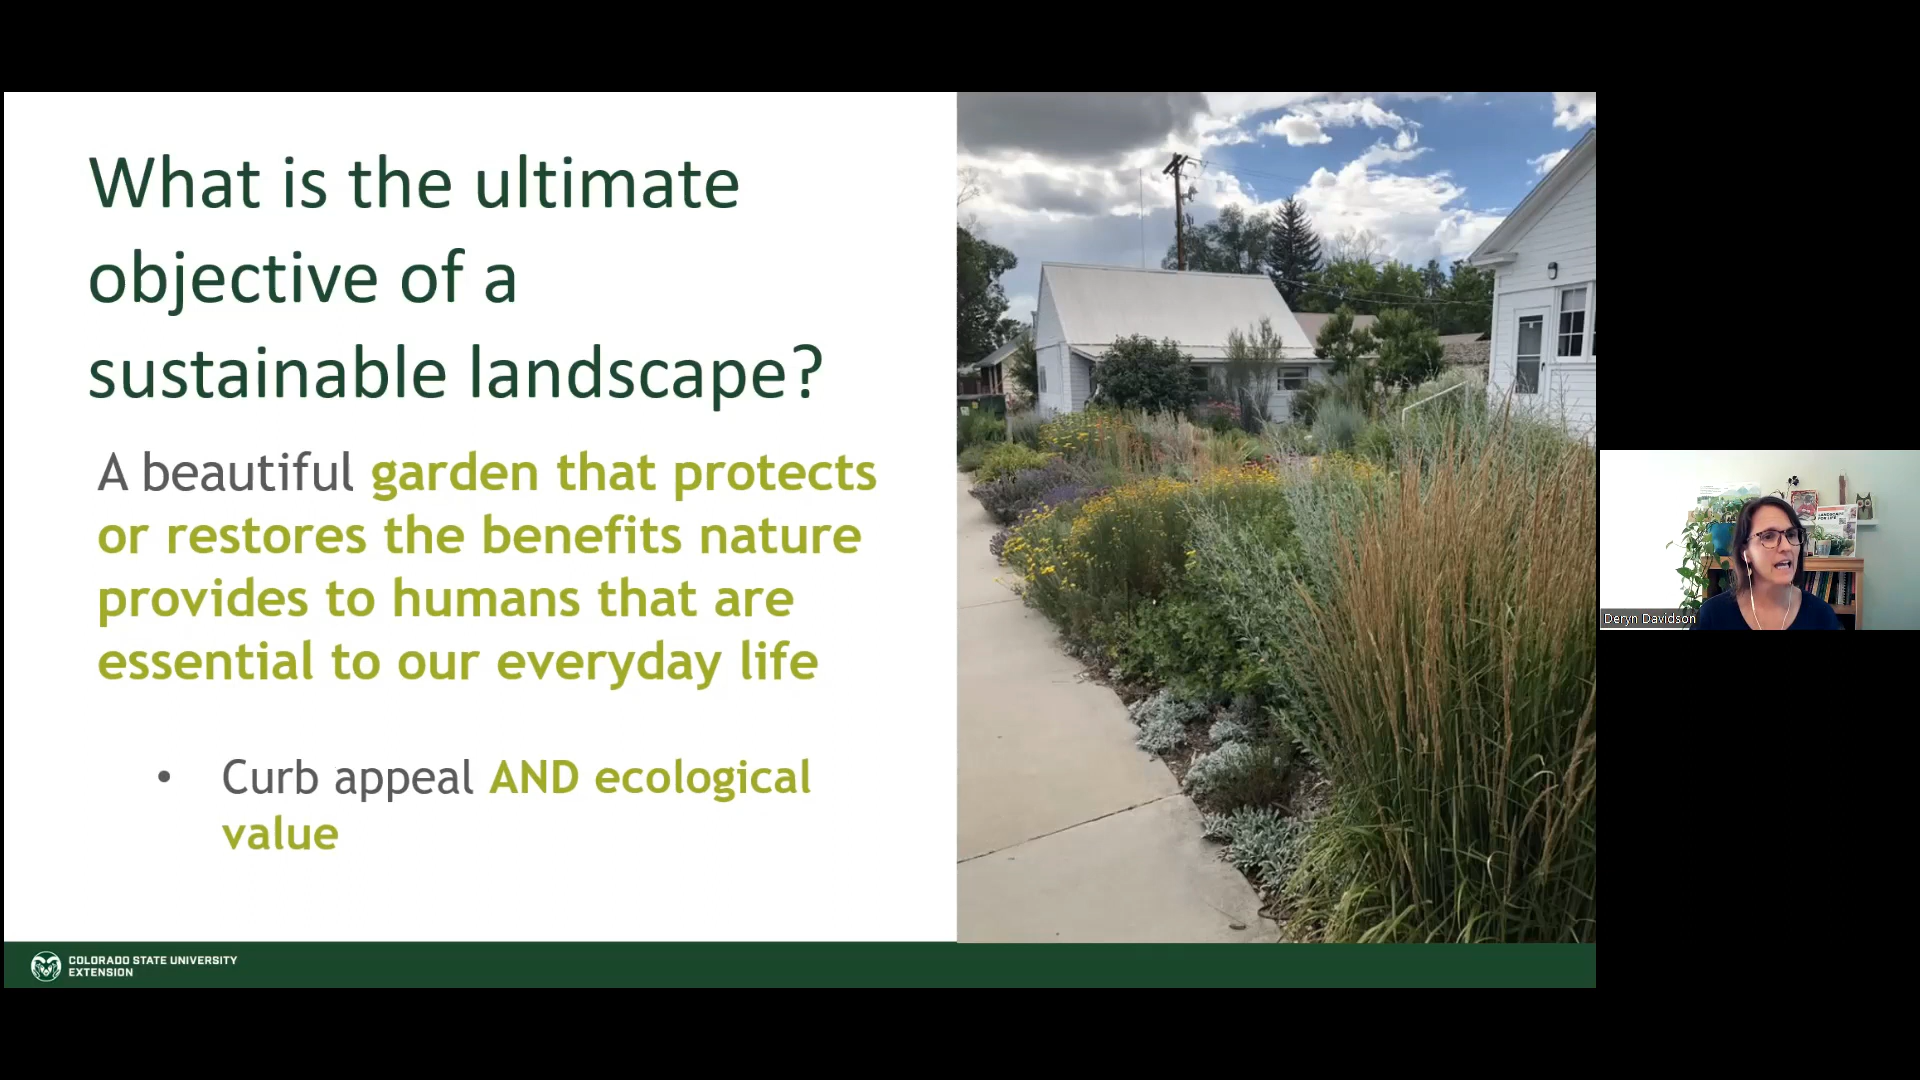 What is the ultimate
objective of a
sustainable landscape?
A beautiful garden that protects
or restores the benefits nature
provides to humans that are
essential to our everyday life
• Curb appeal AND ecological
value
COLORADO STATE UNIVERSITY
EXTENSION
Deryn Davidson